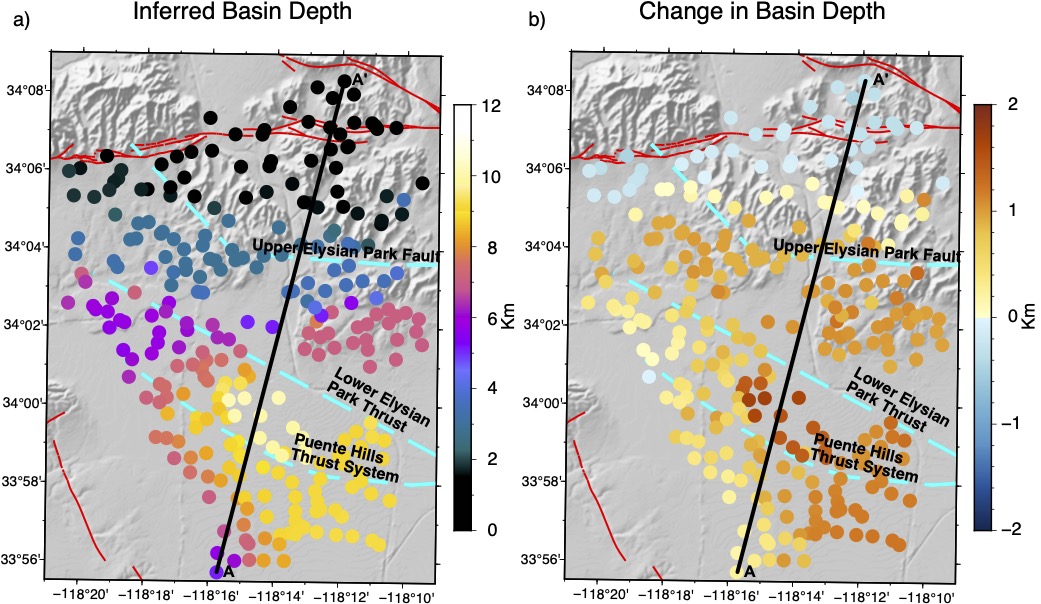 Inferred Basin Depth
Change in Basin Depth
a)
b)
A'
A'
34°08'
34°06'
34°04'
34°02'
34°00'
33°58'
33°56'
Upper Elysian Park Fault
Lower Elysian
Park Thrust
Puente Hills
Thrust System
A
−118°20' −118°18' −118°16' −118°14' −118°12' −118°10'
12
10
8
6
4
2
0
Km
34°08'
34°06'
34°04'
34°02'
34°00'
33°58'
33°56'
Upper Elysian Park Fault
Lower Elysian
Park Thrust
Puente Hills
Thrust System
A
−118°20' −118°18' −118°16' −118°14' −118°12' −118°10'
2
1
0
−1
−2
Km